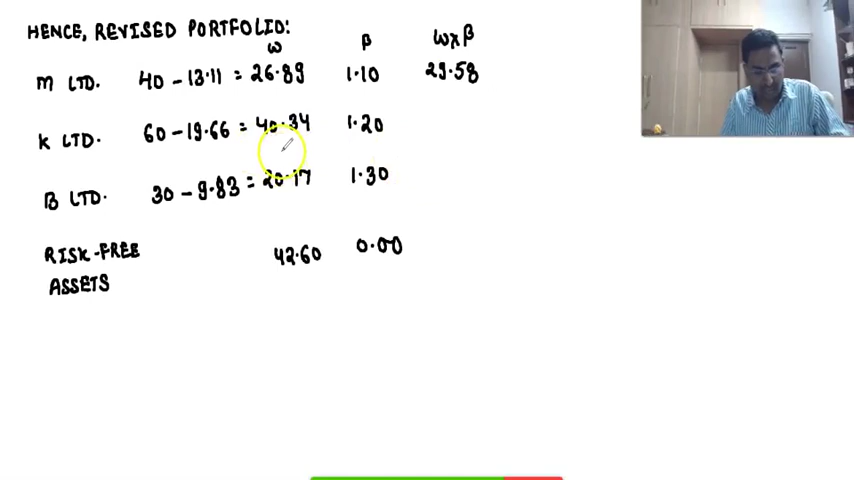 HENCE, REVISED PORTFOLIO:
W β W×β
M LTD. 40 - 13.11 = 26.89 1.10 29.58
K LTD. 60 - 19.66 = 40.34 1.20
B LTD. 30 - 9.83 = 20.17 1.30
RISK-FREE 42.60 0.00
ASSETS